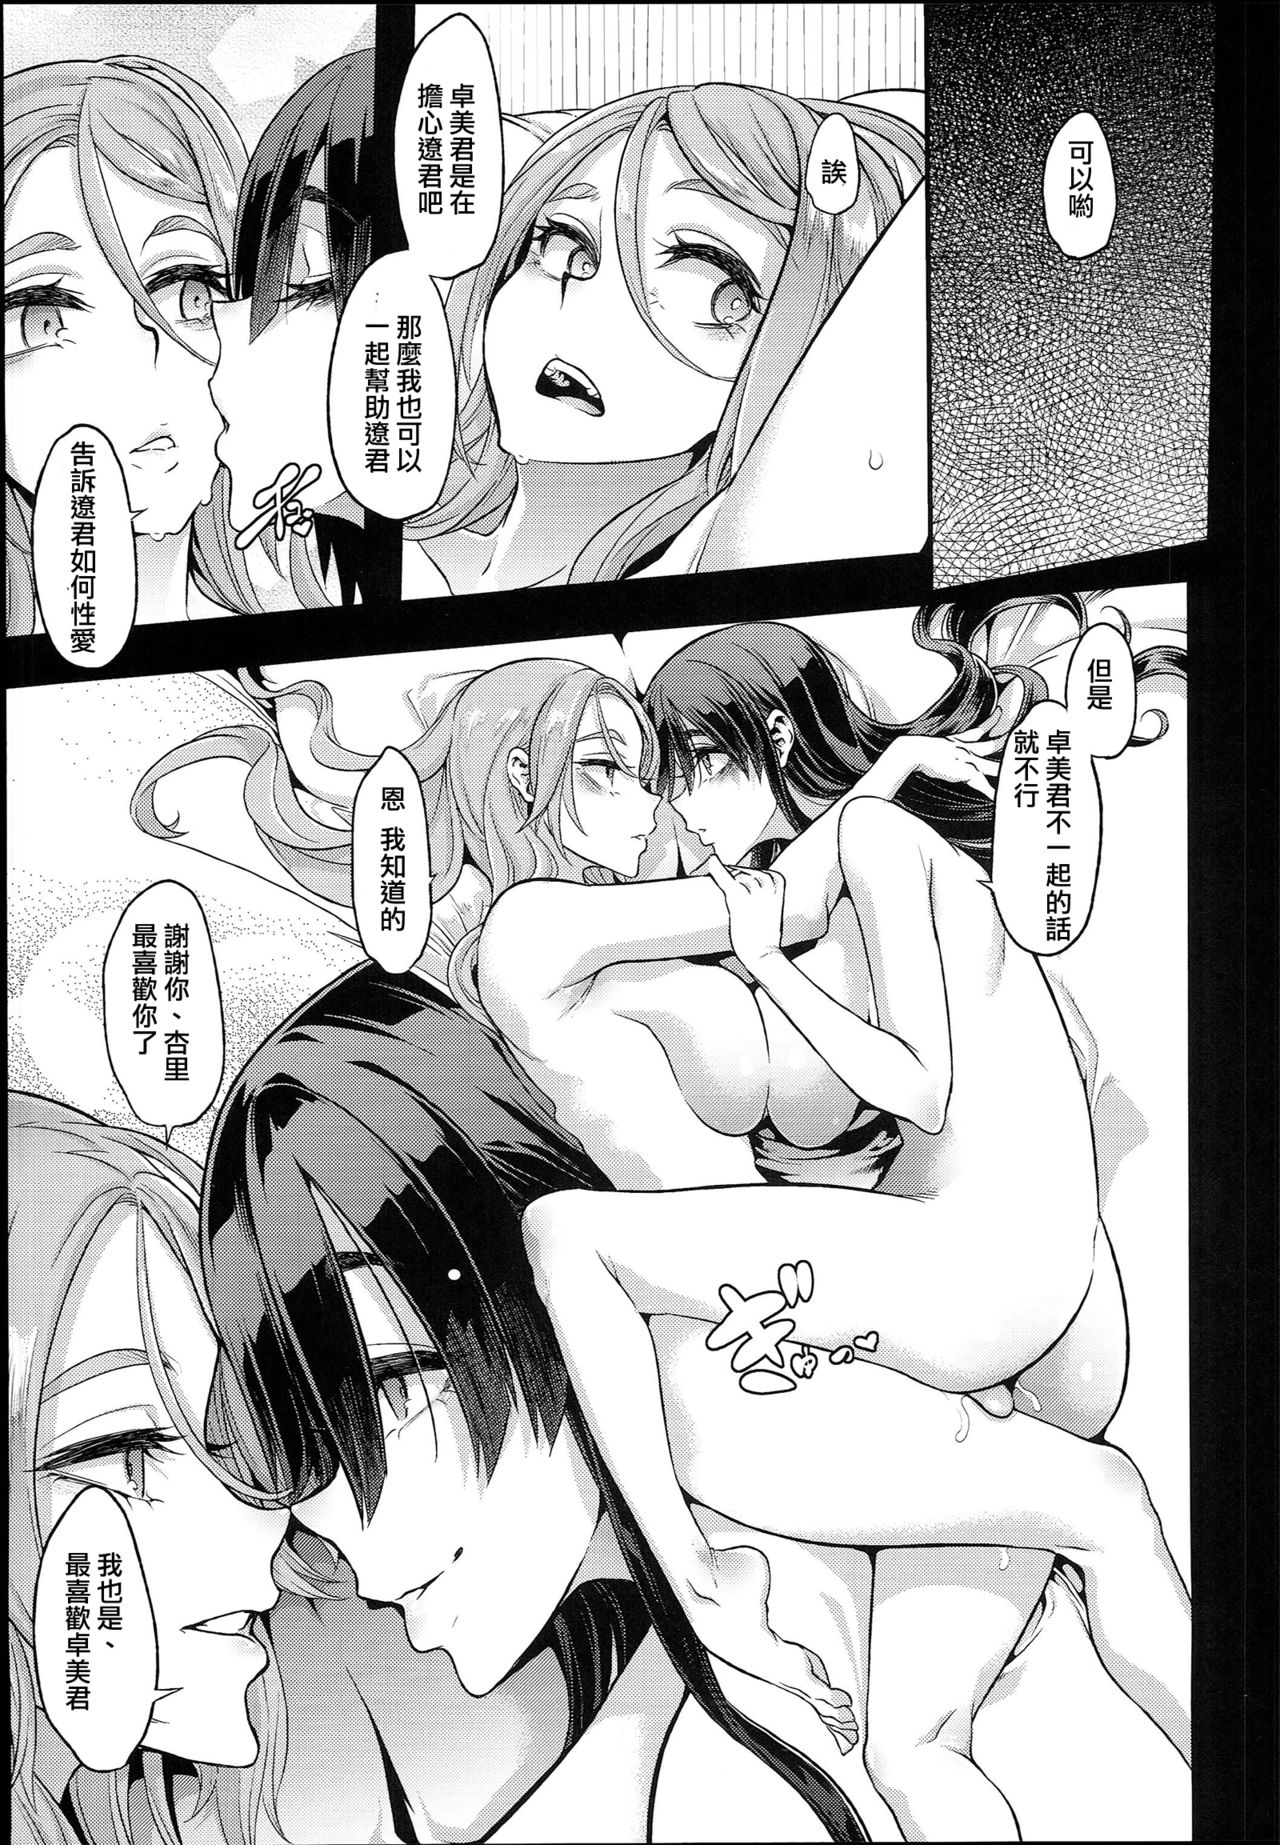 可以喲
誒
卓美君是在
擔心遼君吧
那麼我也可以
一起幫助遼君
告訴遼君如何性愛
但是
卓美君不一起的話
就不行
恩 我知道的
謝謝你、杏里
最喜歡你了
我也是、
最喜歡卓美君